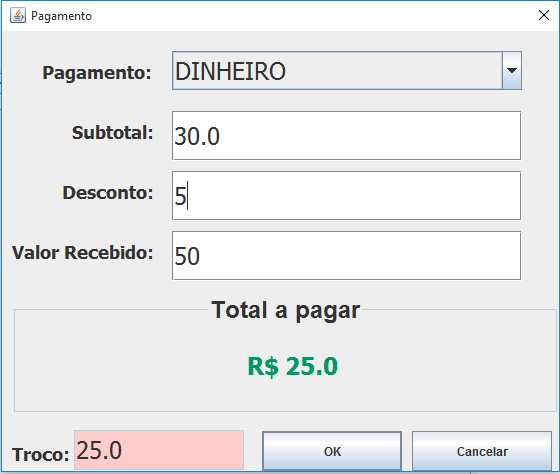 Pagamento
Pagamento: DINHEIRO
Subtotal: 30.0
Desconto: 5
Valor Recebido: 50
Total a pagar
R$ 25.0
Troco: 25.0 OK Cancelar